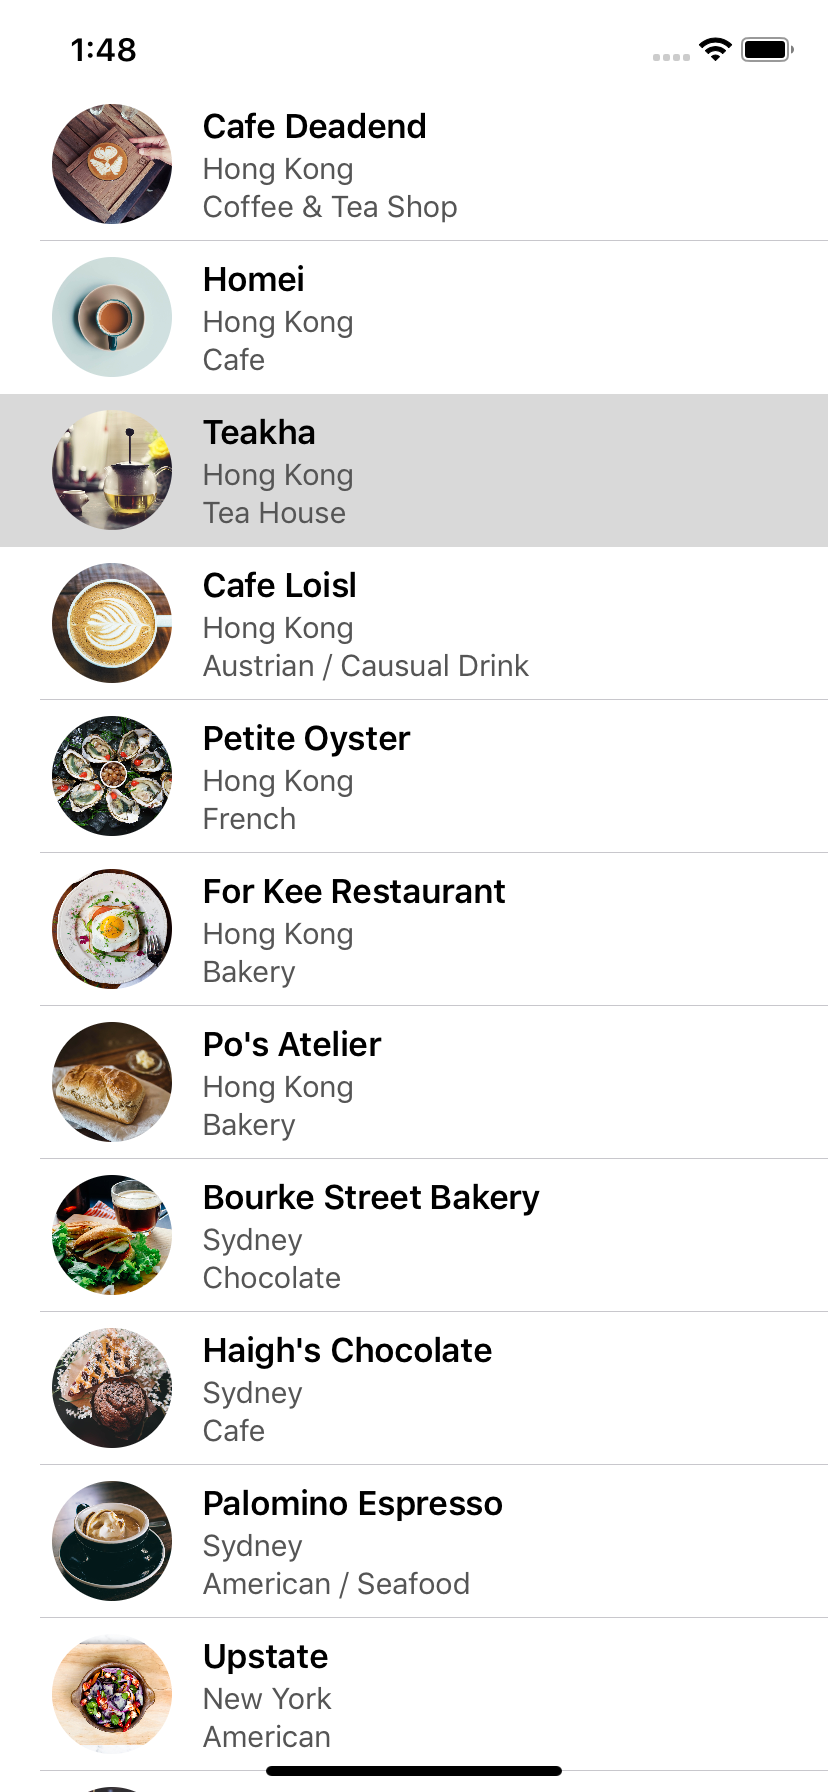 1:48
Cafe Deadend
Hong Kong
Coffee & Tea Shop
Homei
Hong Kong
Cafe
Teakha
Hong Kong
Tea House
Cafe Loisl
Hong Kong
Austrian / Causual Drink
Petite Oyster
Hong Kong
French
For Kee Restaurant
Hong Kong
Bakery
Po's Atelier
Hong Kong
Bakery
Bourke Street Bakery
Sydney
Chocolate
Haigh's Chocolate
Sydney
Cafe
Palomino Espresso
Sydney
American / Seafood
Upstate
New York
American